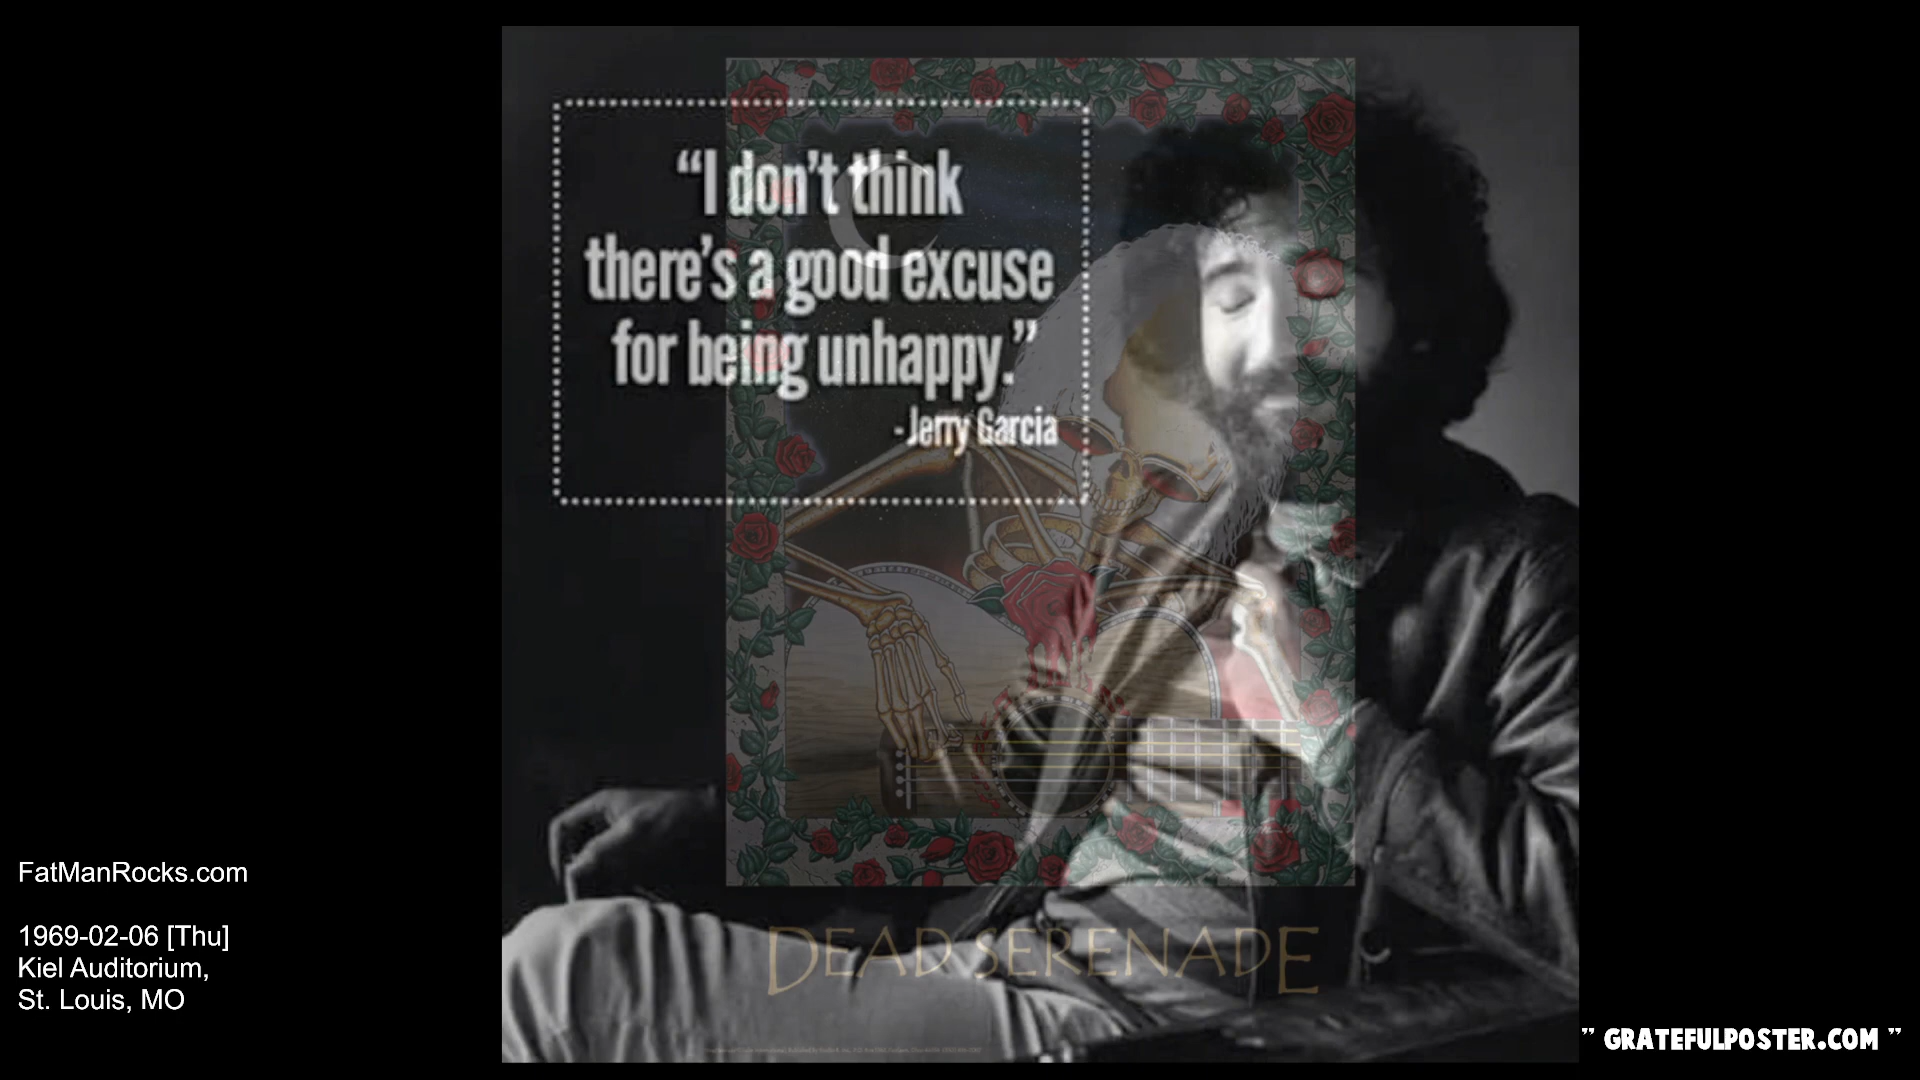 “I don’t think
there’s a good excuse
for being unhappy.”
-Jerry Garcia
DEAD SERENADE
FatManRocks.com
1969-02-06 [Thu]
Kiel Auditorium,
St. Louis, MO
" GRATEFULPOSTER.COM "